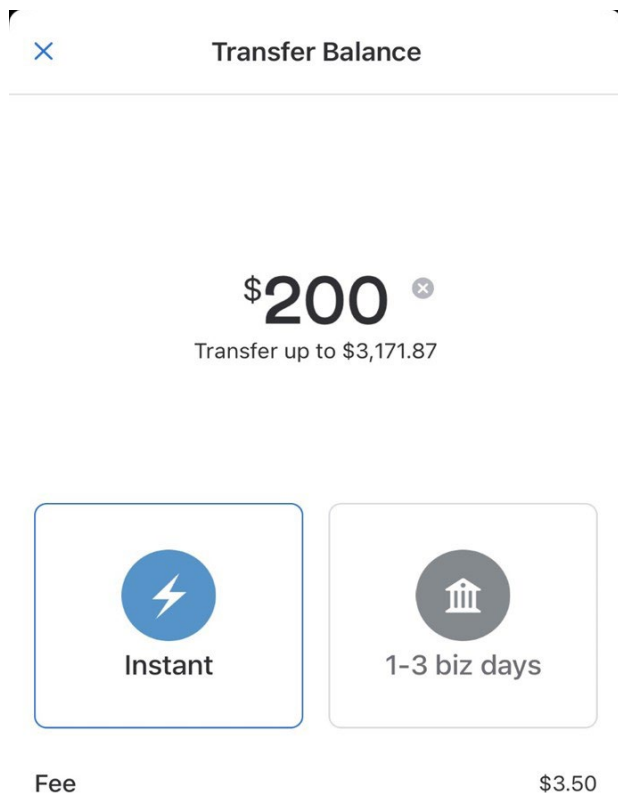 Transfer Balance
$200
Transfer up to $3,171.87
Instant
1-3 biz days
Fee
$3.50